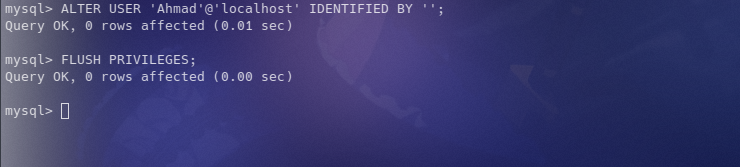 mysql> ALTER USER 'Ahmad'@'localhost' IDENTIFIED BY '';
Query OK, 0 rows affected (0.01 sec)
mysql> FLUSH PRIVILEGES;
Query OK, 0 rows affected (0.00 sec)
mysql>